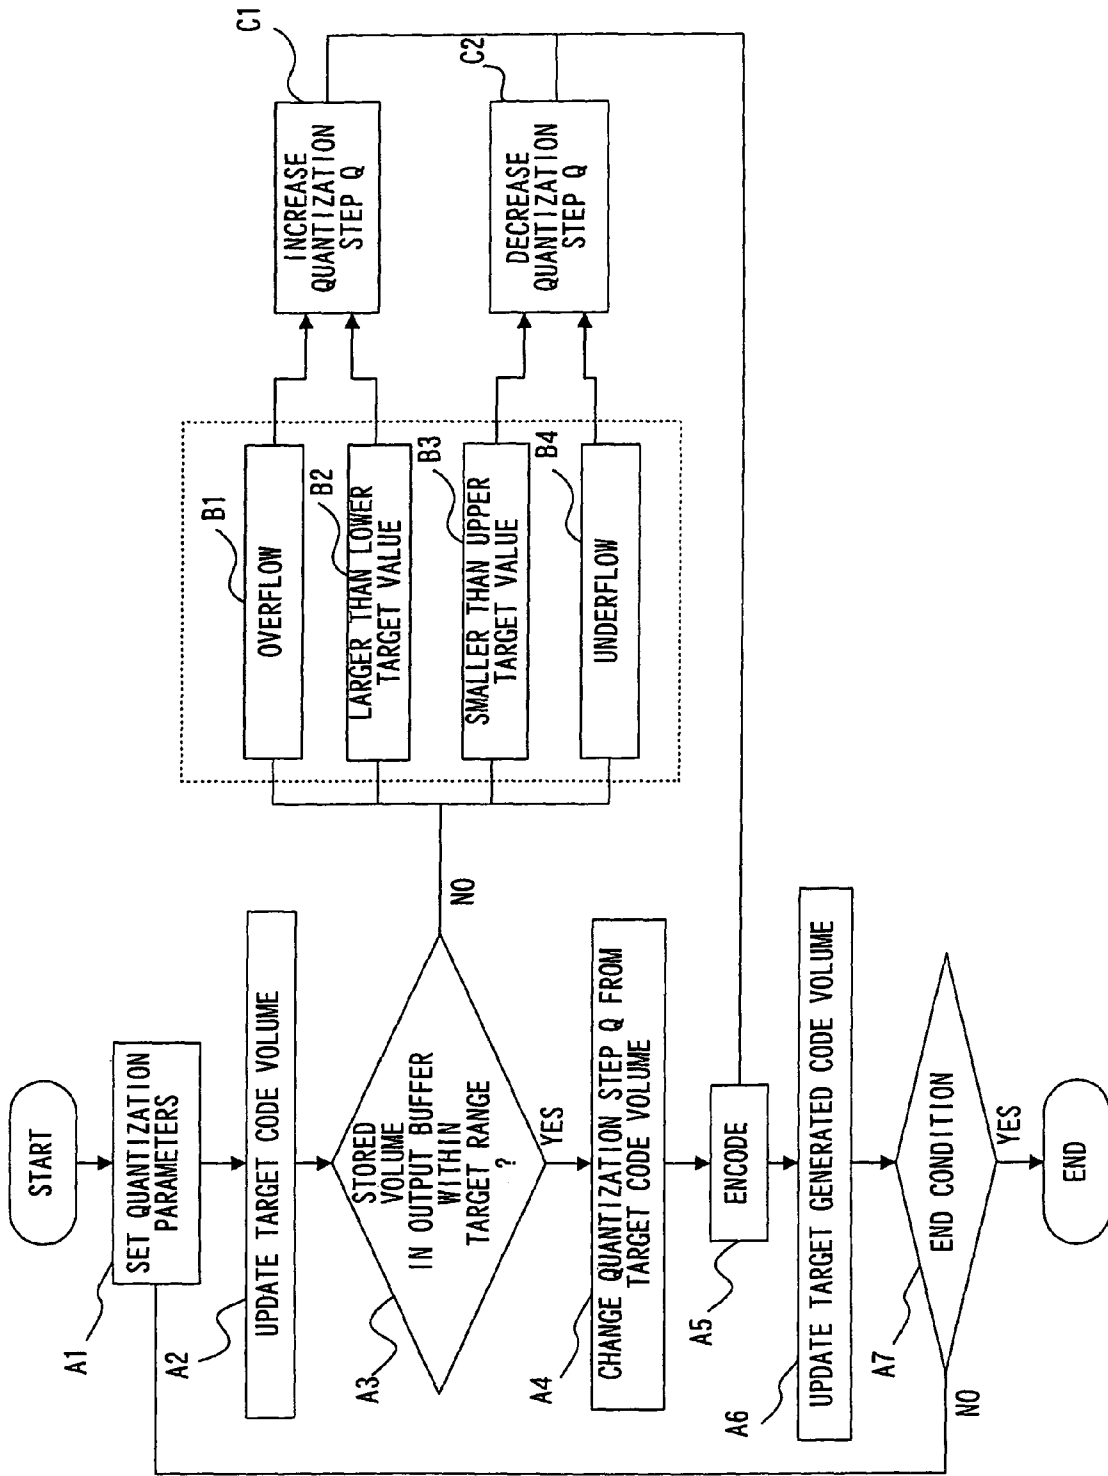 START
A1
SET QUANTIZATION
PARAMETERS
A2
UPDATE TARGET CODE VOLUME
A3
STORED
VOLUME
IN OUTPUT BUFFER
WITHIN
TARGET RANGE
?
NO
YES
B1
OVERFLOW
B2
LARGER THAN LOWER
TARGET VALUE
B3
SMALLER THAN UPPER
TARGET VALUE
B4
UNDERFLOW
C1
INCREASE
QUANTIZATION
STEP Q
C2
DECREASE
QUANTIZATION
STEP Q
A4
CHANGE QUANTIZATION STEP Q FROM
TARGET CODE VOLUME
A5
ENCODE
A6
UPDATE TARGET GENERATED CODE VOLUME
A7
END CONDITION
NO
YES
END